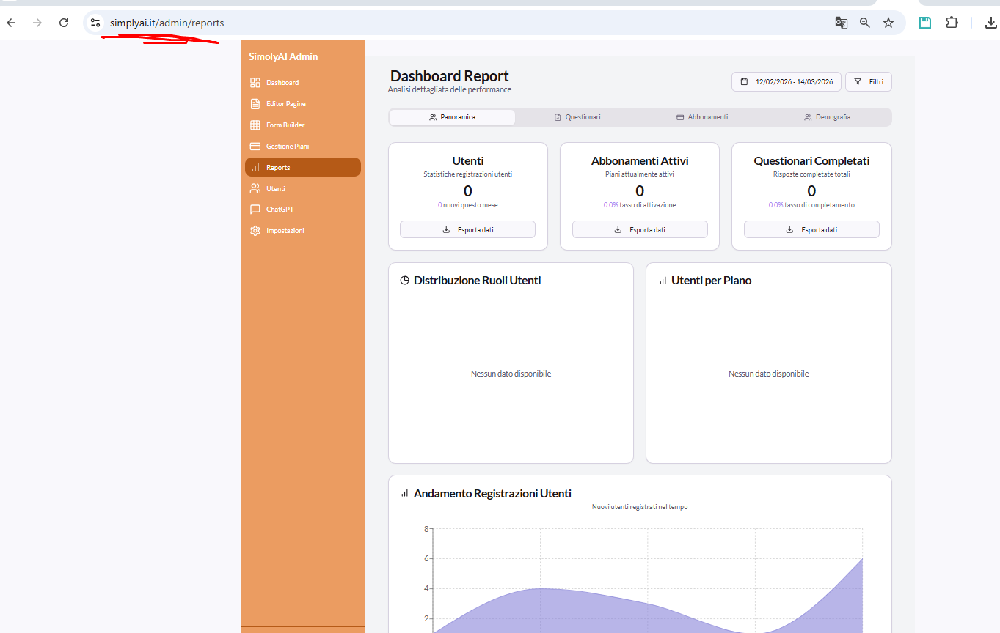 simplyai.it/admin/reports
SimolyAI Admin
Dashboard
Editor Pagine
Form Builder
Gestione Piani
Reports
Utenti
ChatGPT
Impostazioni
Dashboard Report
Analisi dettagliata delle performance
12/02/2026 - 14/03/2026
Filtri
Panoramica
Questionari
Abbonamenti
Demografia
Utenti
Statistiche registrazioni utenti
0
0 nuovi questo mese
Esporta dati
Abbonamenti Attivi
Piani attualmente attivi
0
0.0% tasso di attivazione
Esporta dati
Questionari Completati
Risposte completate totali
0
0.0% tasso di completamento
Esporta dati
Distribuzione Ruoli Utenti
Nessun dato disponibile
Utenti per Piano
Nessun dato disponibile
Andamento Registrazioni Utenti
Nuovi utenti registrati nel tempo
8
6
4
2